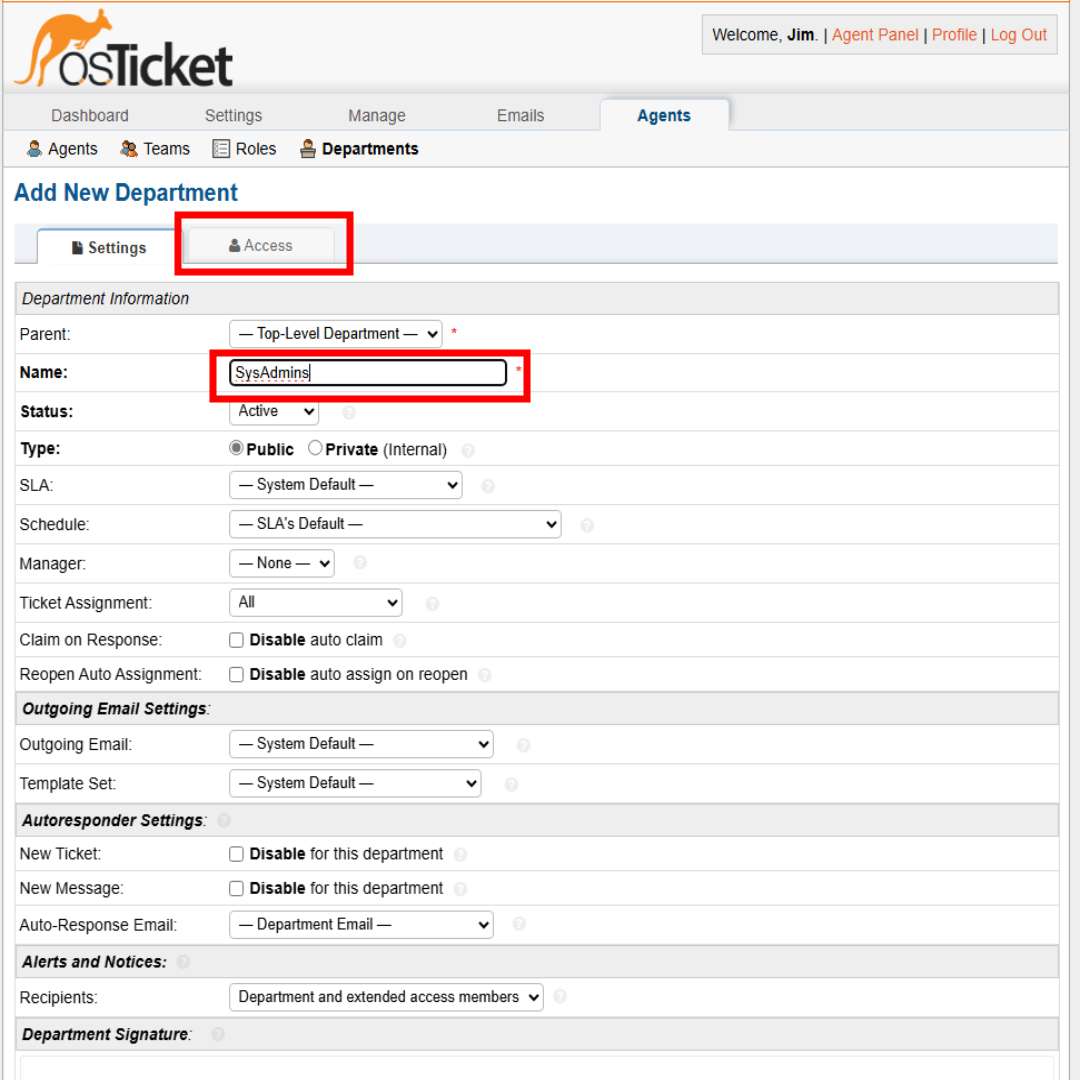 osTicket
Welcome, Jim. | Agent Panel | Profile | Log Out
Dashboard Settings Manage Emails Agents
Agents Teams Roles Departments
Add New Department
Settings Access
Department Information
Parent: — Top-Level Department — *
Name: SysAdmins *
Status: Active ?
Type: Public Private (Internal) ?
SLA: — System Default — ?
Schedule: — SLA's Default — ?
Manager: — None — ?
Ticket Assignment: All ?
Claim on Response: Disable auto claim ?
Reopen Auto Assignment: Disable auto assign on reopen ?
Outgoing Email Settings:
Outgoing Email: — System Default — ?
Template Set: — System Default — ?
Autoresponder Settings: ?
New Ticket: Disable for this department ?
New Message: Disable for this department ?
Auto-Response Email: — Department Email — ?
Alerts and Notices: ?
Recipients: Department and extended access members ?
Department Signature: ?